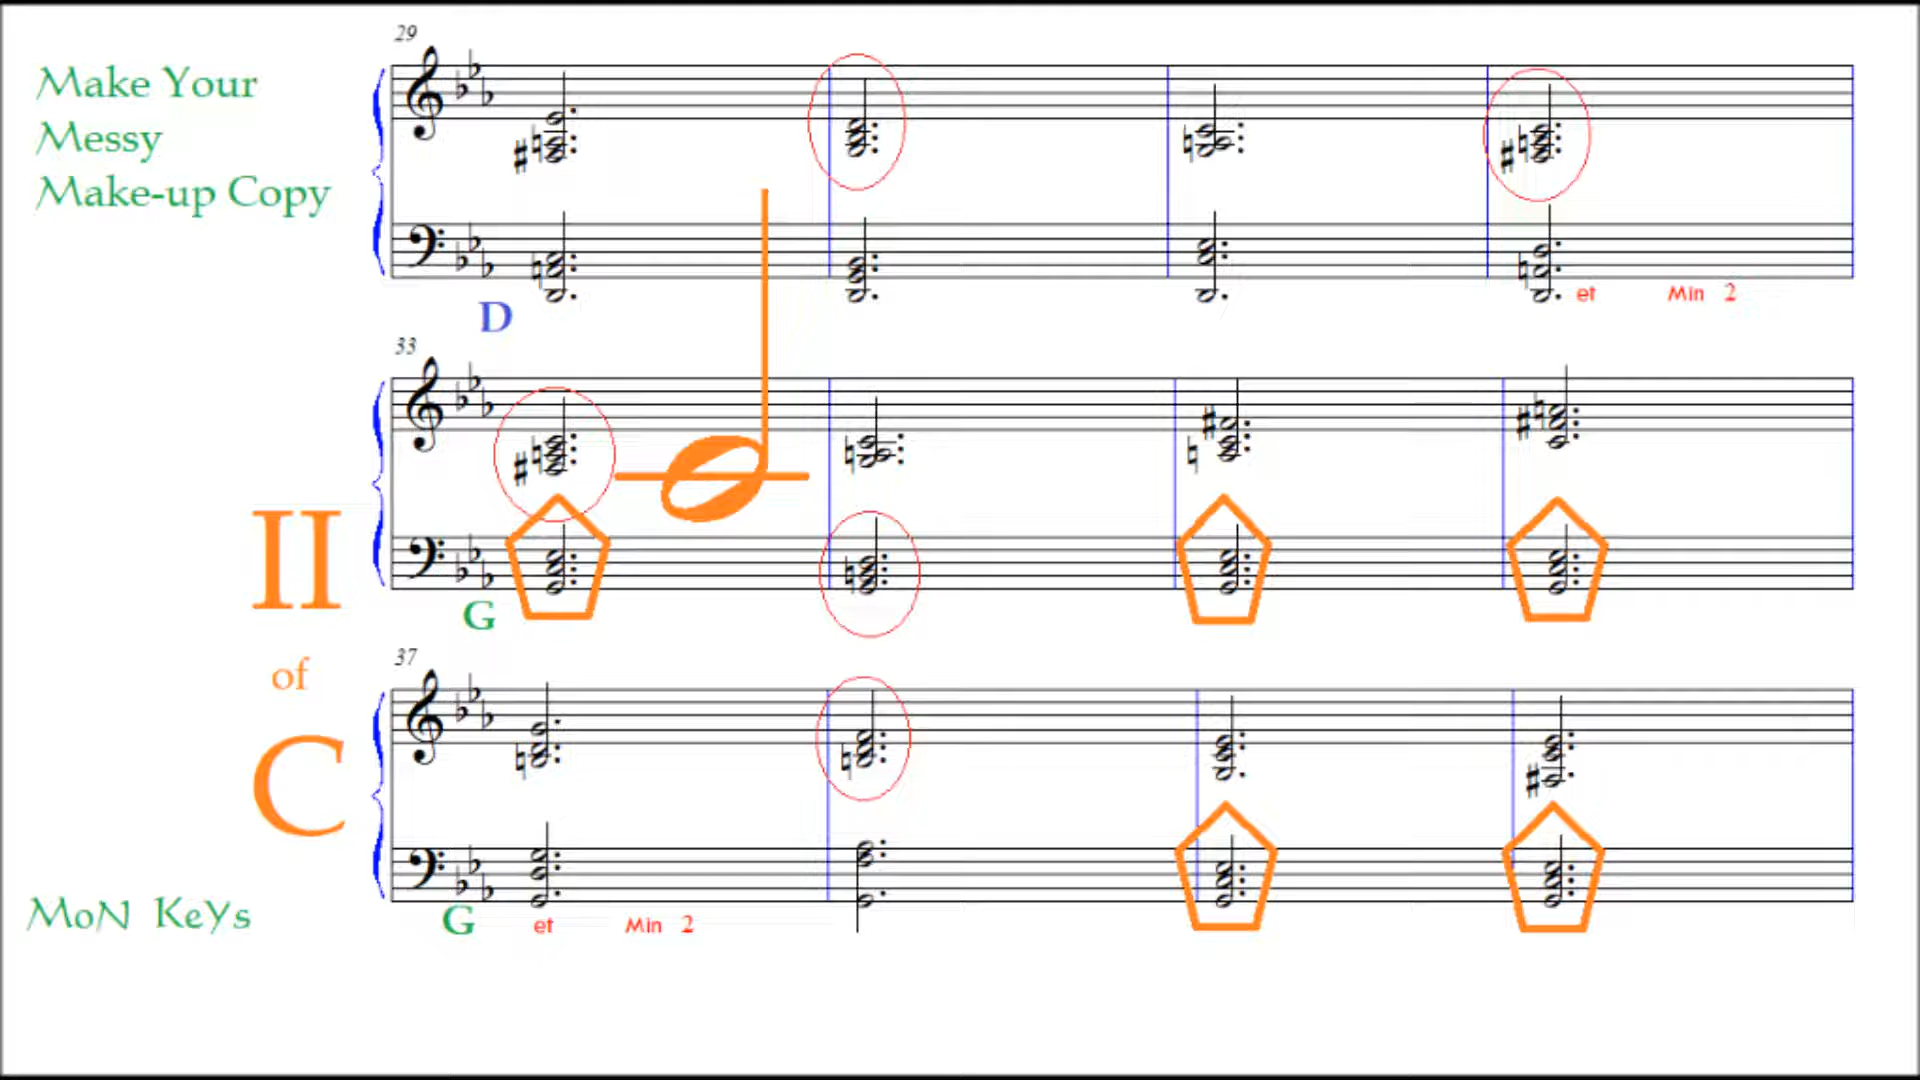 29
Make Your
Messy
Make-up Copy
D
et Min 2
33
II
G
of
37
C
MoN KeYs
G et Min 2